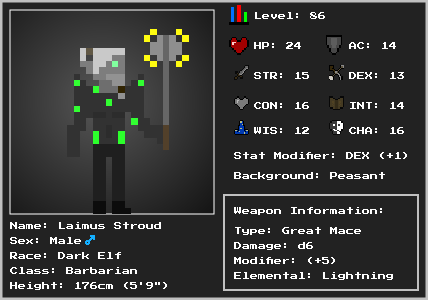 Level: 86
HP: 24 AC: 14
STR: 15 DEX: 13
CON: 16 INT: 14
WIS: 12 CHA: 16
Stat Modifier: DEX (+1)
Background: Peasant
Name: Laimus Stroud
Sex: Male
Race: Dark Elf
Class: Barbarian
Height: 176cm (5'9")
Weapon Information:
Type: Great Mace
Damage: d6
Modifier: (+5)
Elemental: Lightning